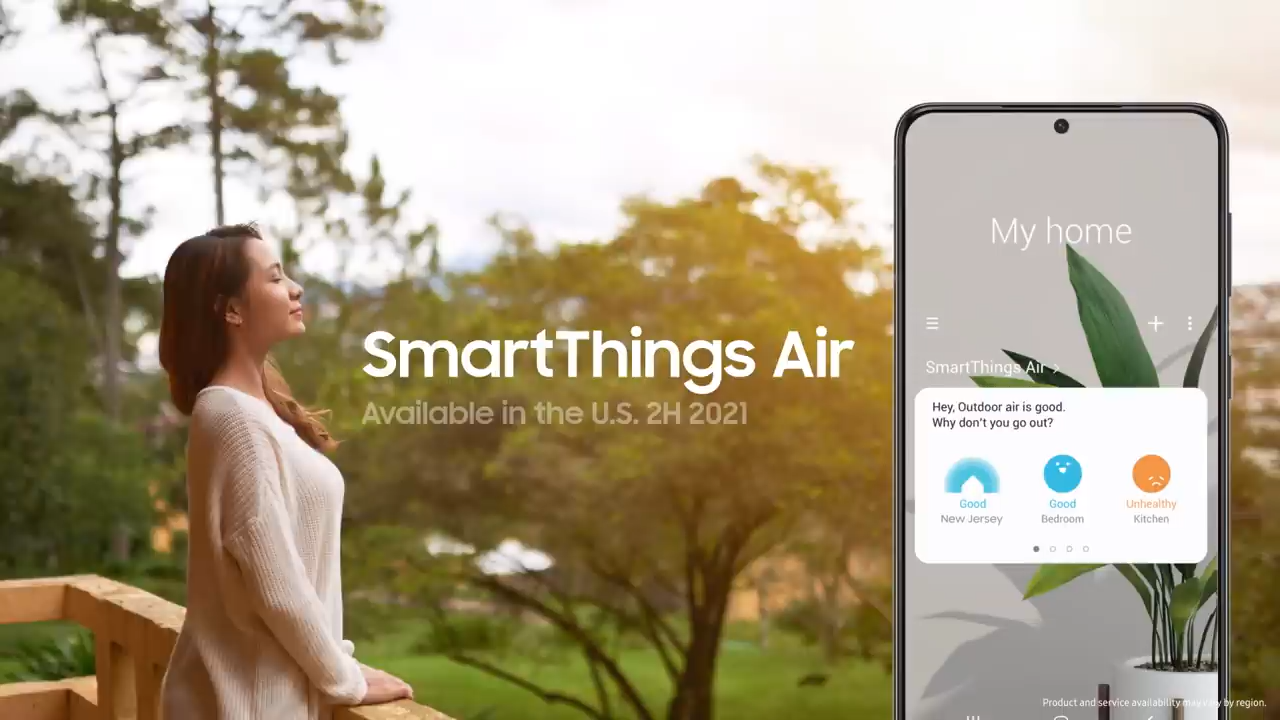 SmartThings Air
Available in the U.S. 2H 2021
My home
SmartThings Air >
Hey, Outdoor air is good.
Why don't you go out?
Good
Good
Unhealthy
New Jersey
Bedroom
Kitchen
Product and service availability may vary by region.